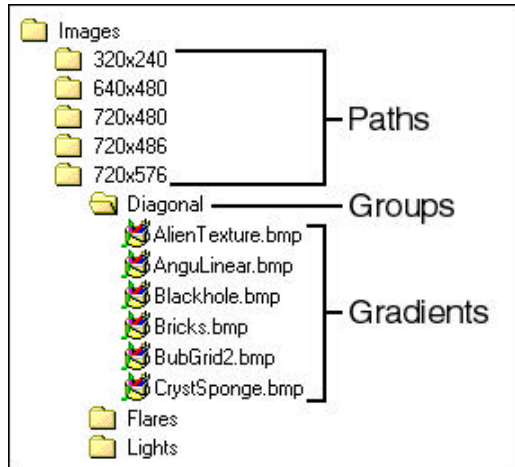 Images
320x240
640x480
720x480
720x486
720x576
Paths
Diagonal
Groups
AlienTexture.bmp
AnguLinear.bmp
Blackhole.bmp
Bricks.bmp
BubGrid2.bmp
CrystSponge.bmp
Gradients
Flares
Lights